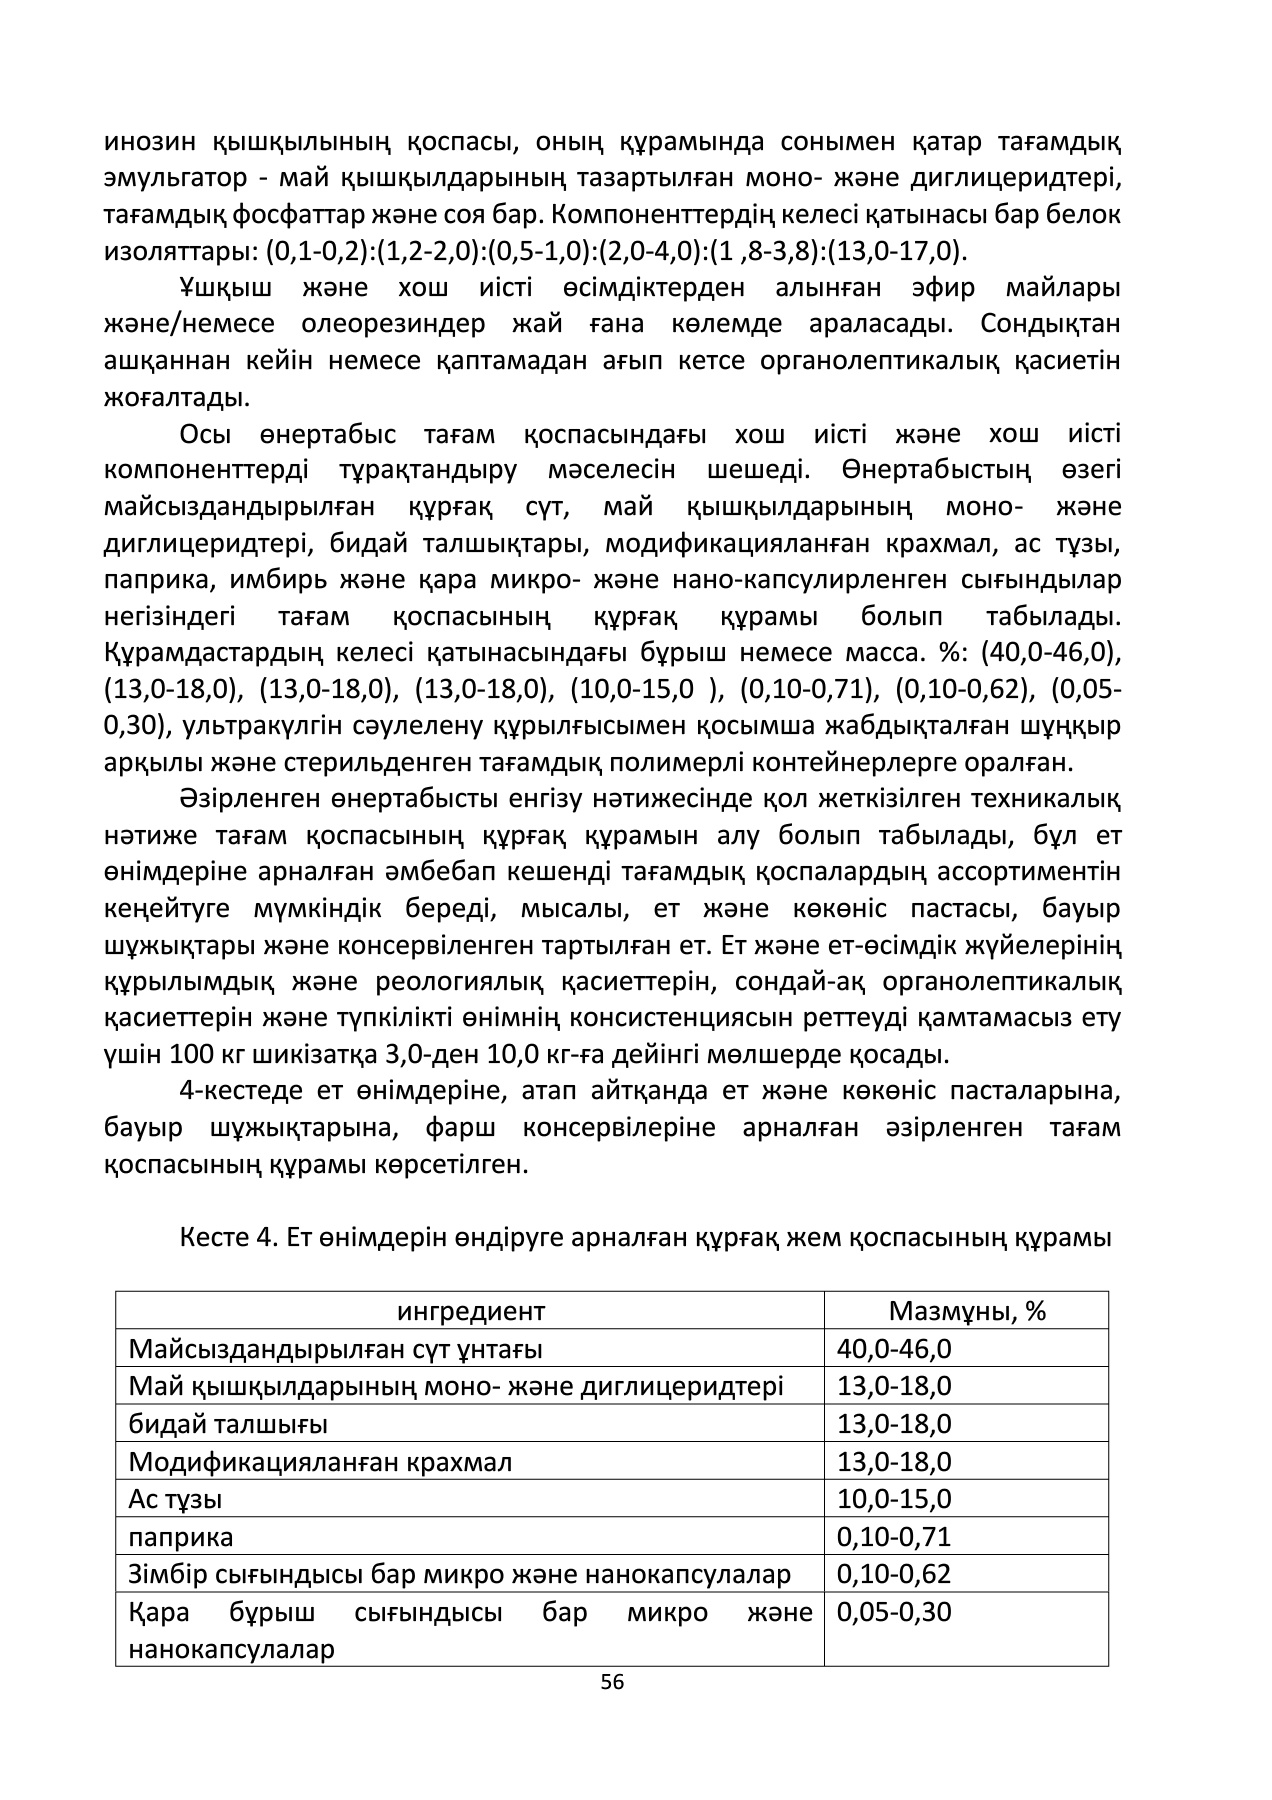 инозин қышқылының қоспасы, оның құрамында сонымен қатар тағамдық
эмульгатор - май қышқылдарының тазартылған моно- және диглицеридтері,
тағамдық фосфаттар және соя бар. Компоненттердің келесі қатынасы бар белок
изоляттары: (0,1-0,2):(1,2-2,0):(0,5-1,0):(2,0-4,0):(1 ,8-3,8):(13,0-17,0).
Ұшқыш және хош иісті өсімдіктерден алынған эфир майлары
және/немесе олеорезиндер жай ғана көлемде араласады. Сондықтан
ашқаннан кейін немесе қаптамадан ағып кетсе органолептикалық қасиетін
жоғалтады.
Осы өнертабыс тағам қоспасындағы хош иісті және хош иісті
компоненттерді тұрақтандыру мәселесін шешеді. Өнертабыстың өзегі
майсыздандырылған құрғақ сүт, май қышқылдарының моно- және
диглицеридтері, бидай талшықтары, модификацияланған крахмал, ас тұзы,
паприка, имбирь және қара микро- және нано-капсулирленген сығындылар
негізіндегі тағам қоспасының құрғақ құрамы болып табылады.
Құрамдастардың келесі қатынасындағы бұрыш немесе масса. %: (40,0-46,0),
(13,0-18,0), (13,0-18,0), (13,0-18,0), (10,0-15,0 ), (0,10-0,71), (0,10-0,62), (0,05-
0,30), ультракүлгін сәулелену құрылғысымен қосымша жабдықталған шұңқыр
арқылы және стерильденген тағамдық полимерлі контейнерлерге оралған.
Әзірленген өнертабысты енгізу нәтижесінде қол жеткізілген техникалық
нәтиже тағам қоспасының құрғақ құрамын алу болып табылады, бұл ет
өнімдеріне арналған әмбебап кешенді тағамдық қоспалардың ассортиментін
кеңейтуге мүмкіндік береді, мысалы, ет және көкөніс пастасы, бауыр
шұжықтары және консервіленген тартылған ет. Ет және ет-өсімдік жүйелерінің
құрылымдық және реологиялық қасиеттерін, сондай-ақ органолептикалық
қасиеттерін және түпкілікті өнімнің консистенциясын реттеуді қамтамасыз ету
үшін 100 кг шикізатқа 3,0-ден 10,0 кг-ға дейінгі мөлшерде қосады.
4-кестеде ет өнімдеріне, атап айтқанда ет және көкөніс пасталарына,
бауыр шұжықтарына, фарш консервілеріне арналған әзірленген тағам
қоспасының құрамы көрсетілген.
Кесте 4. Ет өнімдерін өндіруге арналған құрғақ жем қоспасының құрамы
ингредиент Мазмұны, %
Майсыздандырылған сүт ұнтағы 40,0-46,0
Май қышқылдарының моно- және диглицеридтері 13,0-18,0
бидай талшығы 13,0-18,0
Модификацияланған крахмал 13,0-18,0
Ас тұзы 10,0-15,0
паприка 0,10-0,71
Зімбір сығындысы бар микро және нанокапсулалар 0,10-0,62
Қара бұрыш сығындысы бар микро және 0,05-0,30
нанокапсулалар
56